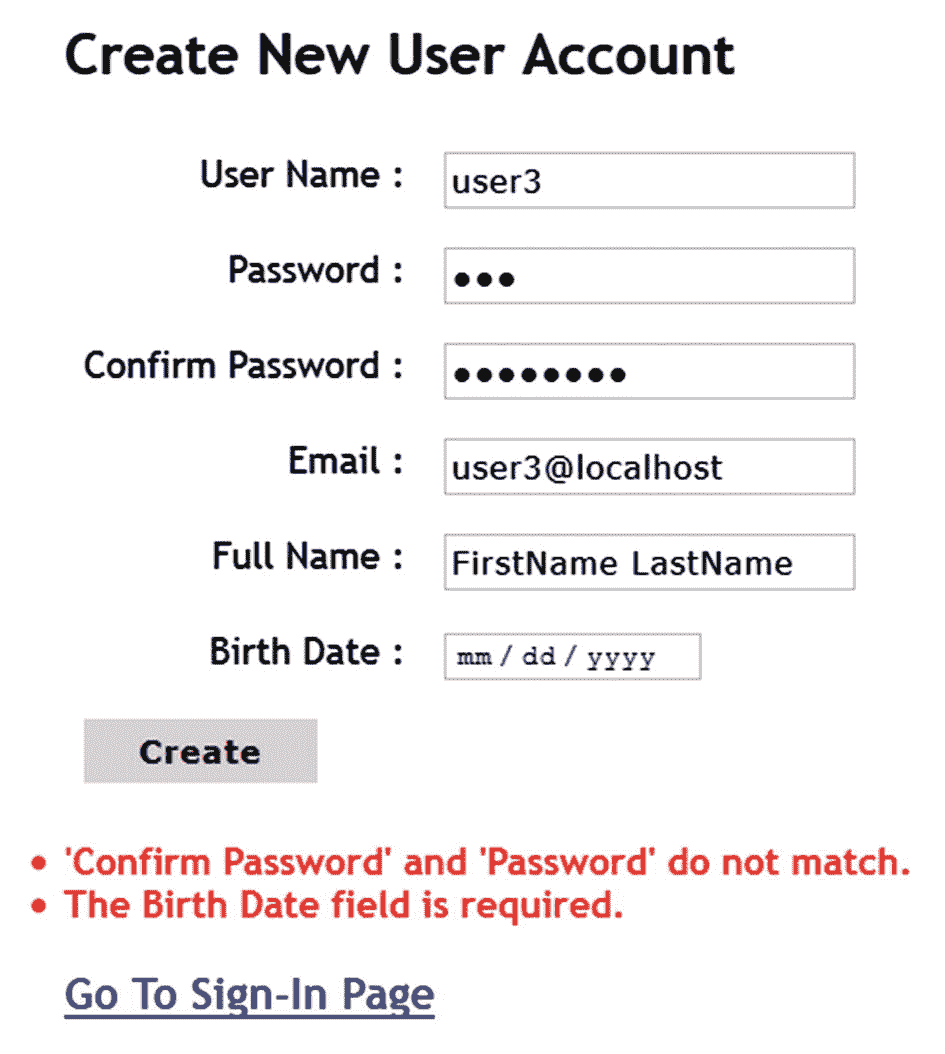 Create New User Account
User Name : user3
Password : •••
Confirm Password : ••••••••
Email : user3@localhost
Full Name : FirstName LastName
Birth Date : mm / dd / yyyy
Create
• 'Confirm Password' and 'Password' do not match.
• The Birth Date field is required.
Go To Sign-In Page